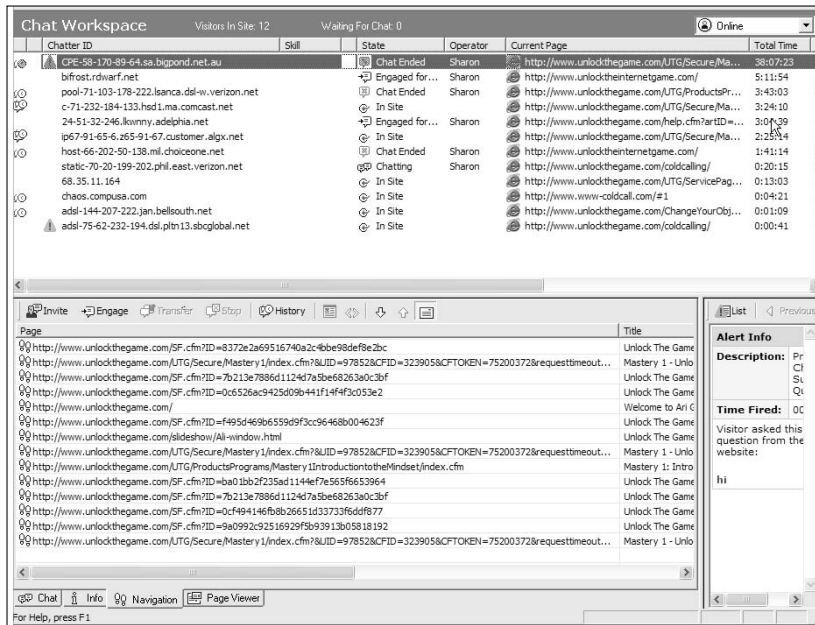 Chat Workspace Visitors In Site: 12 Waiting For Chat: 0 Online
Chatter ID Skill State Operator Current Page Total Time
CPE-58-170-89-64.sa.bigpond.net.au Chat Ended Sharon http://www.unlockthegame.com/UTG/Secure/Ma... 38:07:23
bifrost.rdwarf.net Engaged for... Sharon http://www.unlocktheinternetgame.com/ 5:11:54
pool-71-103-178-222.lsanca.dsl-w.verizon.net Chat Ended Sharon http://www.unlockthegame.com/UTG/ProductsPr... 3:43:03
c-71-232-184-133.hsd1.ma.comcast.net In Site http://www.unlockthegame.com/UTG/Secure/Ma... 3:24:10
24-51-32-246.lkwnny.adelphia.net Engaged for... Sharon http://www.unlockthegame.com/help.cfm?artID=...
ip67-91-65-6.z65-91-67.customer.algx.net In Site http://www.unlockthegame.com/UTG/Secure/Ma... 2:25:14
host-66-202-50-138.mil.choiceone.net Chat Ended Sharon http://www.unlocktheinternetgame.com/ 1:41:14
static-70-20-199-202.phil.east.verizon.net Chatting Sharon http://www.unlockthegame.com/coldcalling/ 0:20:15
68.35.11.164 In Site http://www.unlockthegame.com/UTG/ServicePag... 0:13:03
chaos.compusa.com In Site http://www.www-coldcall.com/#1 0:04:21
adsl-144-207-222.jan.bellsouth.net In Site http://www.unlockthegame.com/ChangeYourObj... 0:01:09
adsl-75-62-232-194.dsl.pltn13.sbcglobal.net In Site http://www.unlockthegame.com/coldcalling/ 0:00:41
Invite Engage Transfer Stop History List Previous
Page Title
http://www.unlockthegame.com/SF.cfm?ID=8372e2a69516740a2c4bbe98def8e2bc Unlock The Game
http://www.unlockthegame.com/UTG/Secure/Mastery1/index.cfm?&UID=97852&CFID=323905&CFTOKEN=75200372&requesttimeout... Mastery 1 - Unlo
http://www.unlockthegame.com/SF.cfm?ID=7b213e7886d1124d7a5be68263a0c3bf Unlock The Game
http://www.unlockthegame.com/SF.cfm?ID=0c6526ac9425d09b441f14f4f3c053e2 Unlock The Game
http://www.unlockthegame.com/ Welcome to Ari G
http://www.unlockthegame.com/SF.cfm?ID=f495d469b6559d9f3cc96468b004623f Unlock The Game
http://www.unlockthegame.com/slideshow/Ali-window.html Unlock The Game
http://www.unlockthegame.com/UTG/Secure/Mastery1/index.cfm?&UID=97852&CFID=323905&CFTOKEN=75200372&requesttimeout... Mastery 1 - Unlo
http://www.unlockthegame.com/UTG/ProductsPrograms/Mastery1IntroductiontotheMindset/index.cfm Mastery 1: Intro
http://www.unlockthegame.com/SF.cfm?ID=ba01bb2f235ad1144ef7e565f6653964 Unlock The Game
http://www.unlockthegame.com/SF.cfm?ID=7b213e7886d1124d7a5be68263a0c3bf Unlock The Game
http://www.unlockthegame.com/SF.cfm?ID=0cf494146fb8b26651d33733f6ddf877 Unlock The Game
http://www.unlockthegame.com/SF.cfm?ID=9a0992c92516929f5b93913b05818192 Unlock The Game
http://www.unlockthegame.com/UTG/Secure/Mastery1/index.cfm?&UID=97852&CFID=323905&CFTOKEN=75200372&requesttimeout... Mastery 1 - Unlo
Alert Info
Description: Pr
Ch
Su
Qu
Time Fired: 00
Visitor asked this
question from the
website:
hi
Chat Info Navigation Page Viewer
For Help, press F1